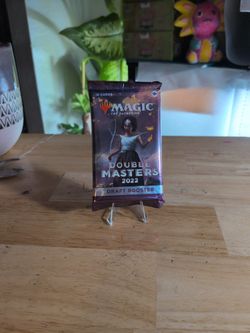 MAGIC
THE GATHERING
DOUBLE
MASTERS
2022
DRAFT BOOSTER